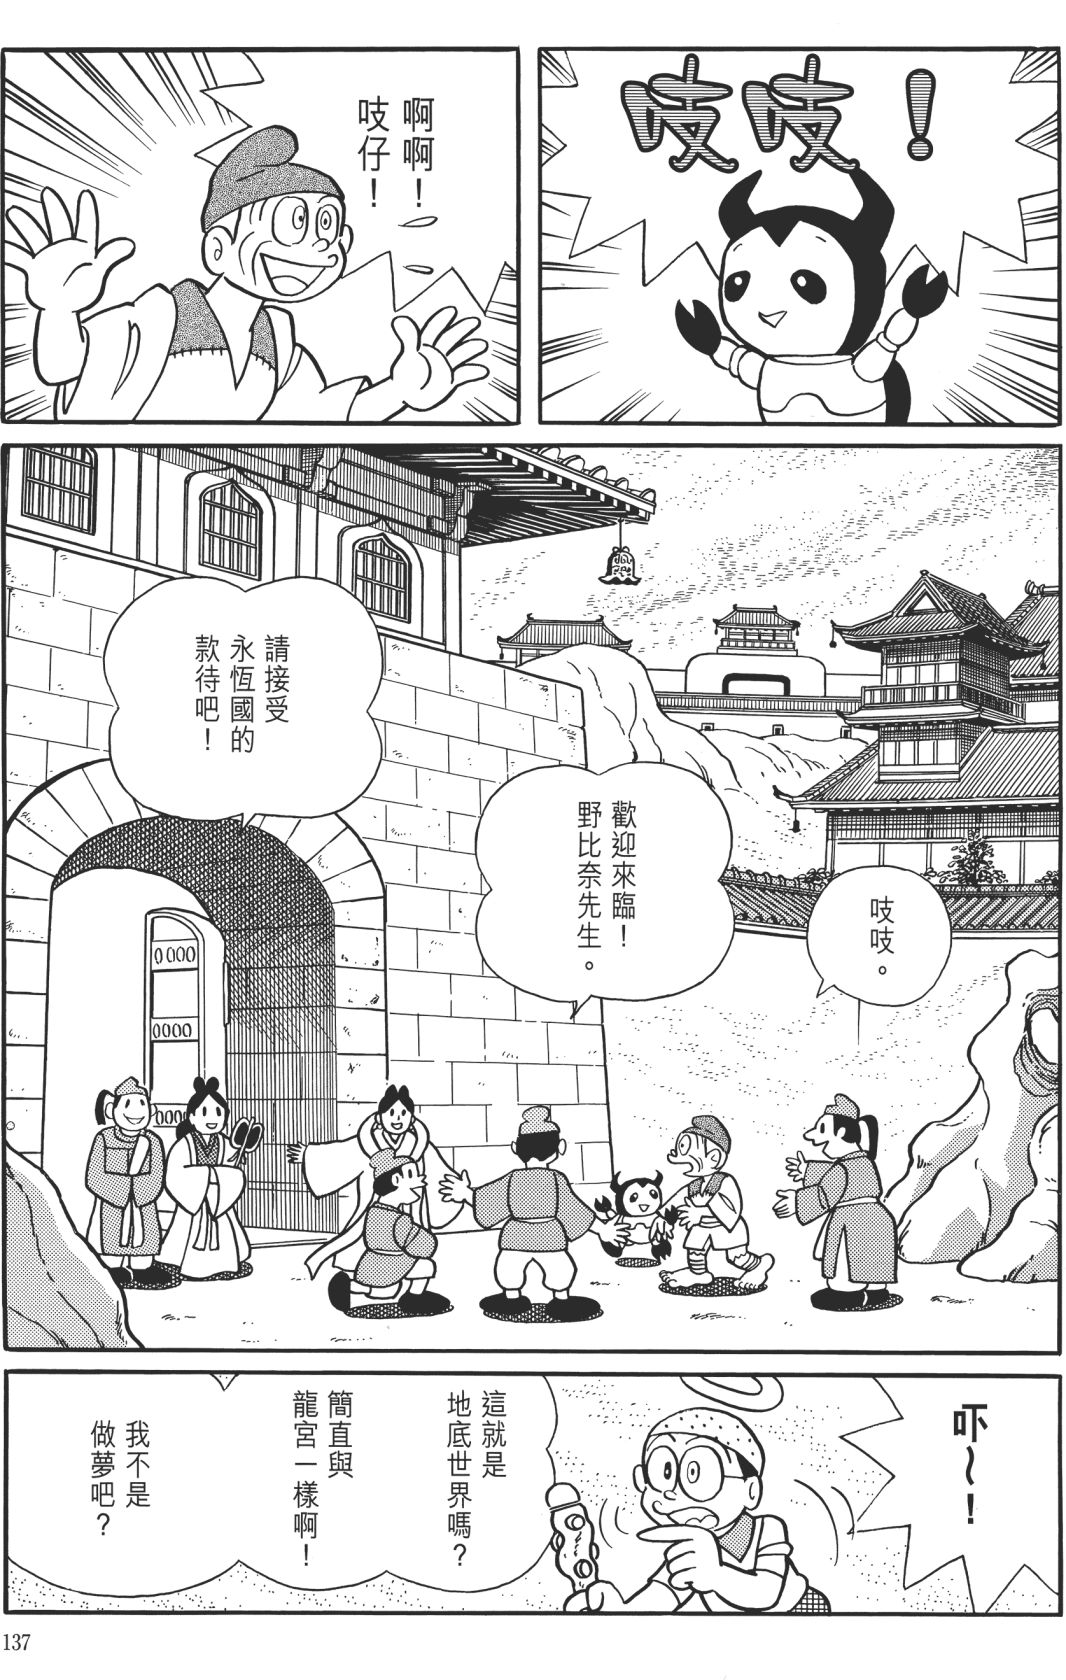 吱吱！
啊啊！
吱仔！
吱吱。
歡迎來臨！
野比奈先生。
請接受
永恆國的
款待吧！
吓～！
這就是
地底世界嗎？
簡直與
龍宮一樣啊！
我不是
做夢吧？
137